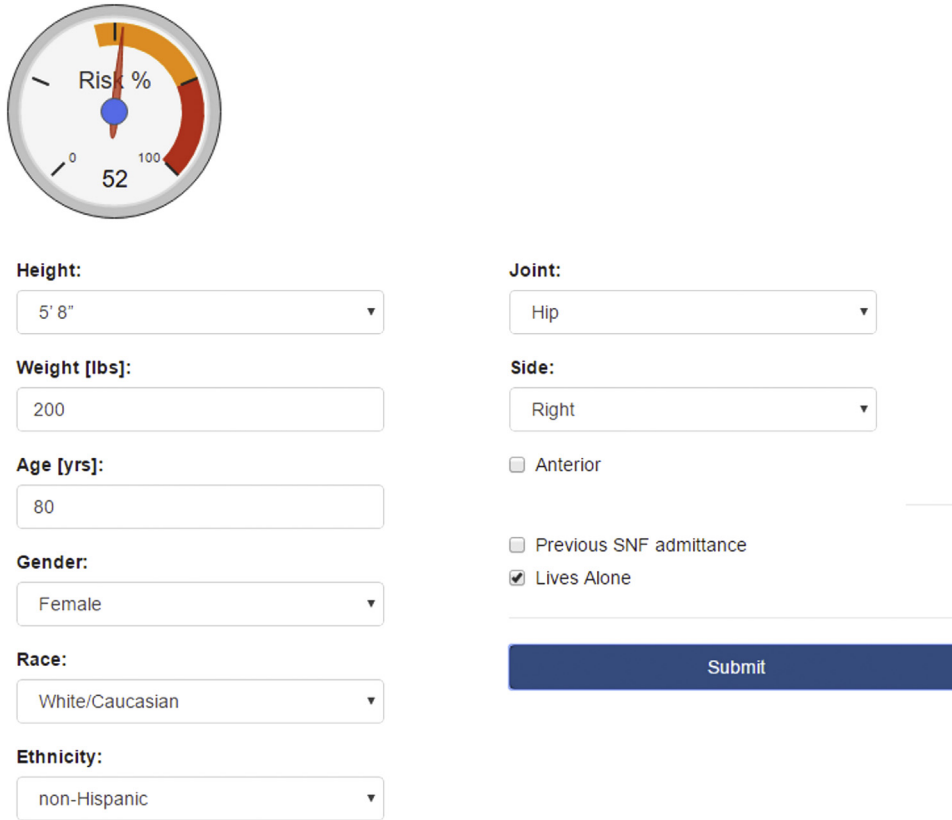 Risk %
0
100
52
Height:
5' 8"
Weight [lbs]:
200
Age [yrs]:
80
Gender:
Female
Race:
White/Caucasian
Ethnicity:
non-Hispanic
Joint:
Hip
Side:
Right
Anterior
Previous SNF admittance
Lives Alone
Submit